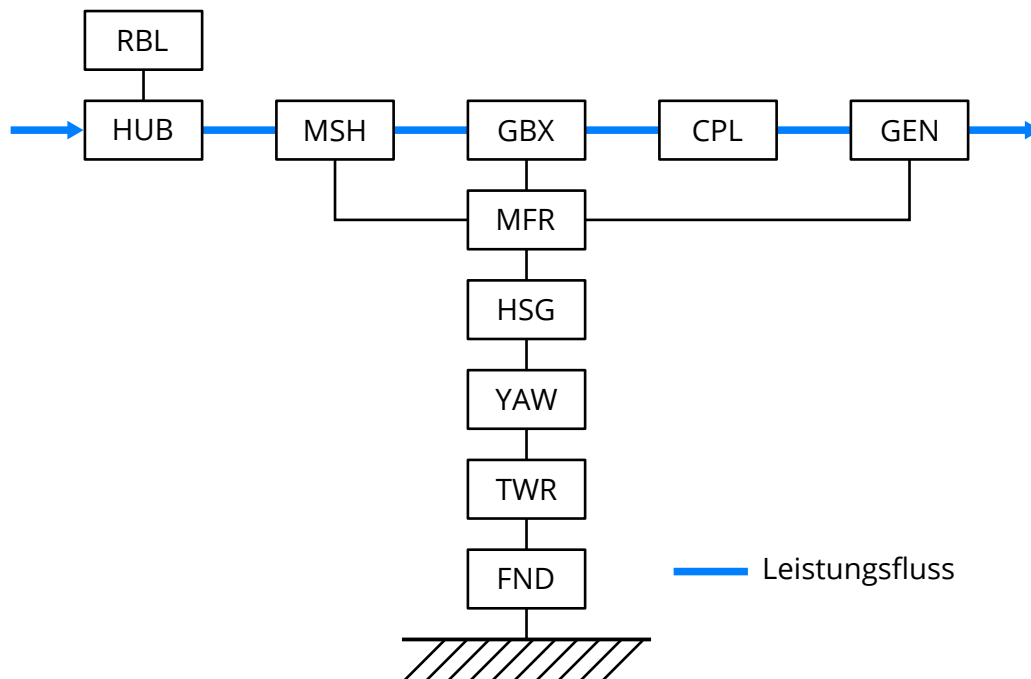 RBL
HUB
MSH
GBX
CPL
GEN
MFR
HSG
YAW
TWR
FND
Leistungsfluss